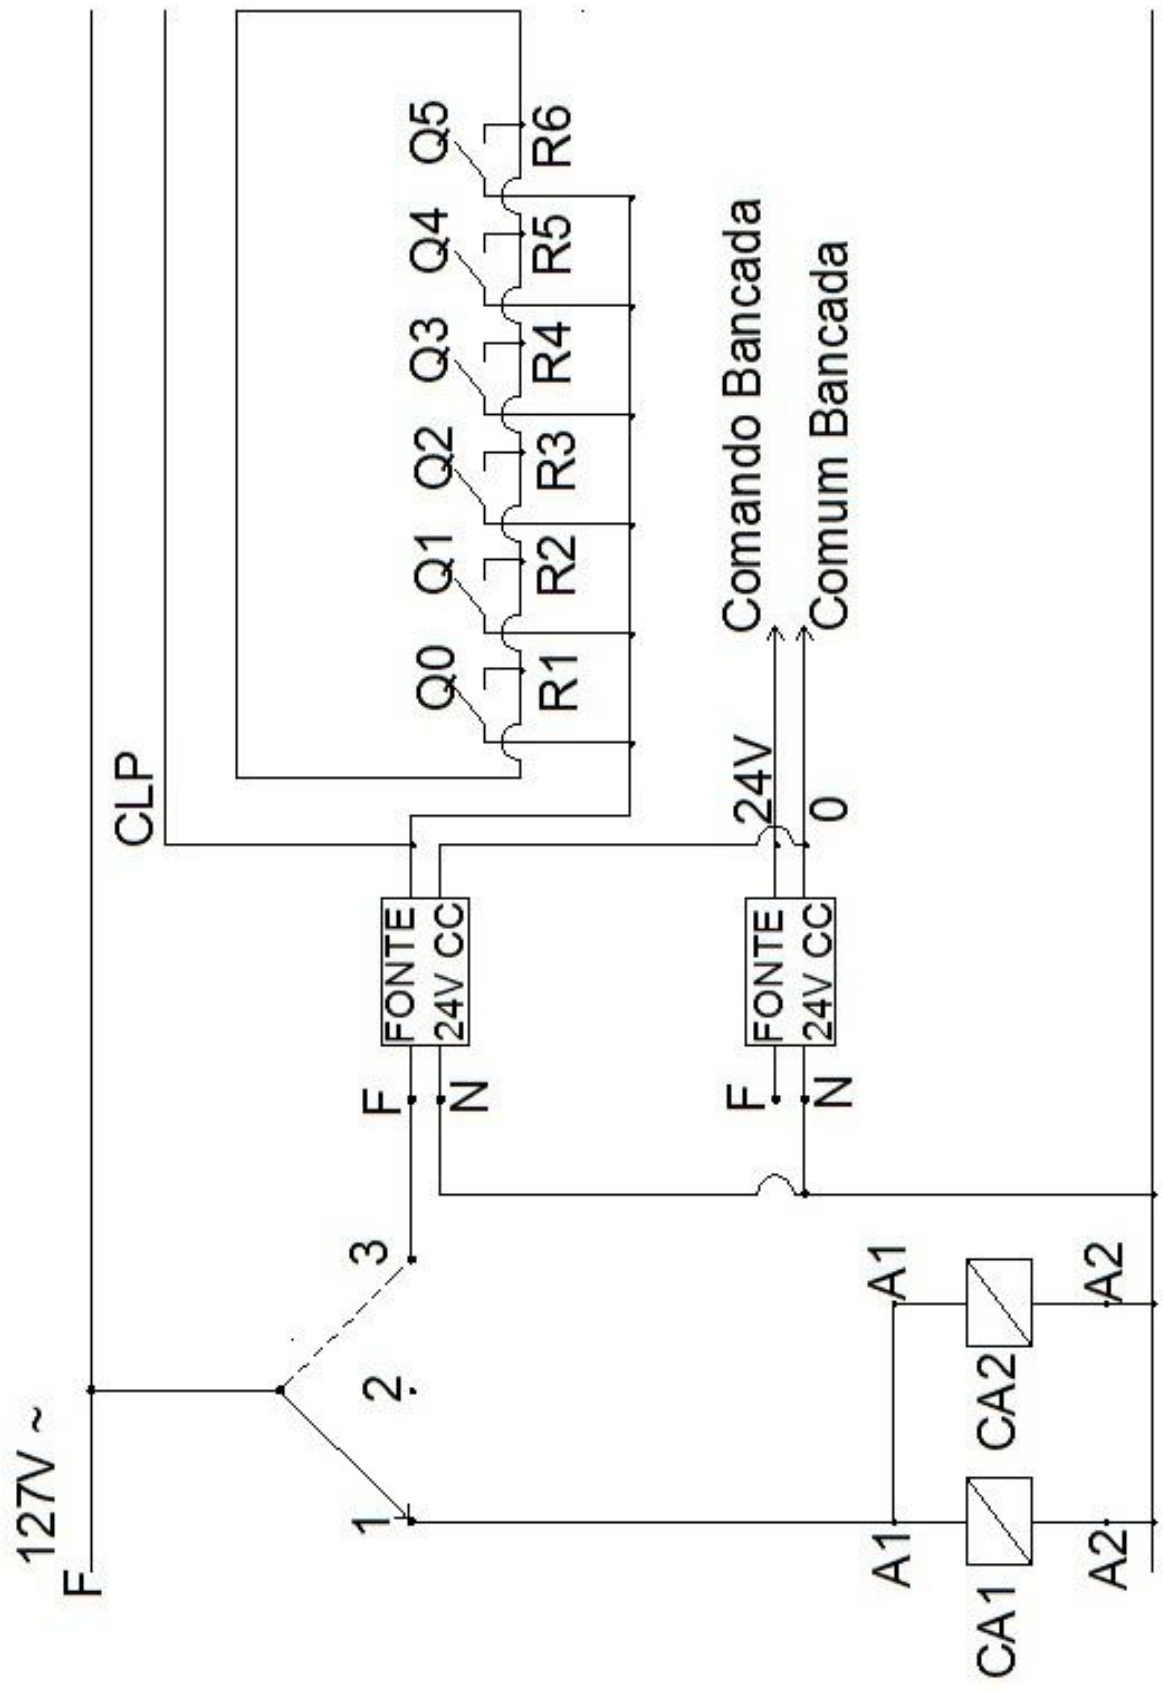 127V ~
F
1
2
3
CLP
F
N
FONTE
24V CC
Q0
Q1
Q2
Q3
Q4
Q5
R1
R2
R3
R4
R5
R6
F
N
FONTE
24V CC
24V
0
Comando Bancada
Comum Bancada
A1
A1
CA1
CA2
A2
A2